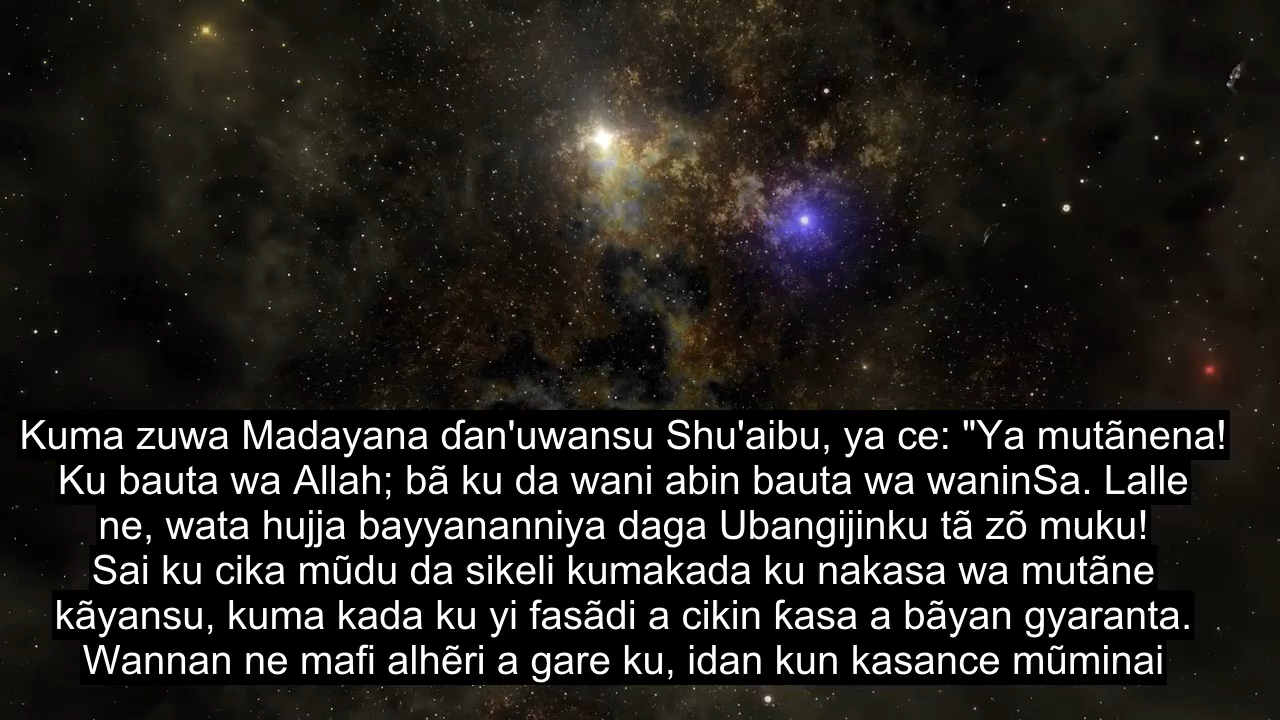 Kuma zuwa Madayana ɗan'uwansu Shu'aibu, ya ce: "Ya mutãnena!
Ku bauta wa Allah; bã ku da wani abin bauta wa waninSa. Lalle
ne, wata hujja bayyananniya daga Ubangijinku tã zõ muku!
Sai ku cika mũdu da sikeli kumakada ku nakasa wa mutãne
kãyansu, kuma kada ku yi fasãdi a cikin ƙasa a bãyan gyaranta.
Wannan ne mafi alhẽri a gare ku, idan kun kasance mũminai